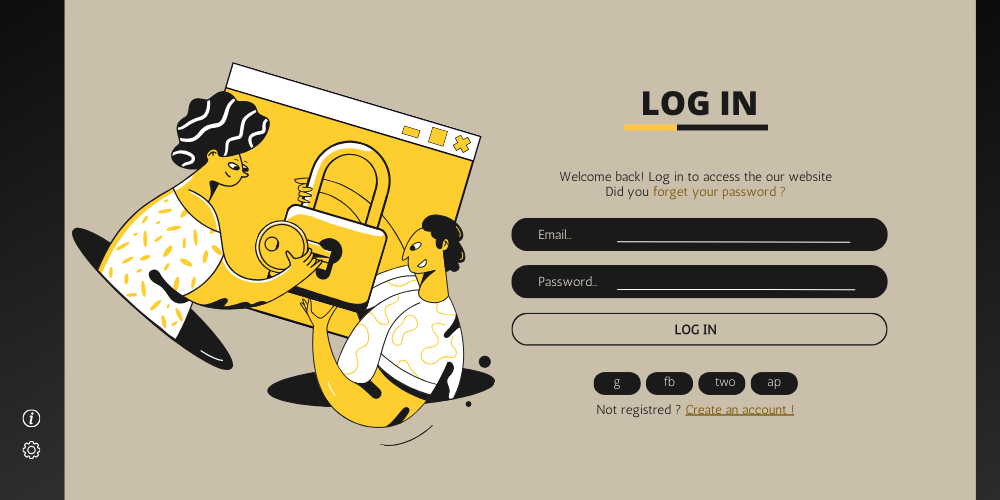 LOG IN
Welcome back! Log in to access the our website
Did you forget your password ?
Email..
Password..
LOG IN
g fb two ap
Not registred ? Create an account !